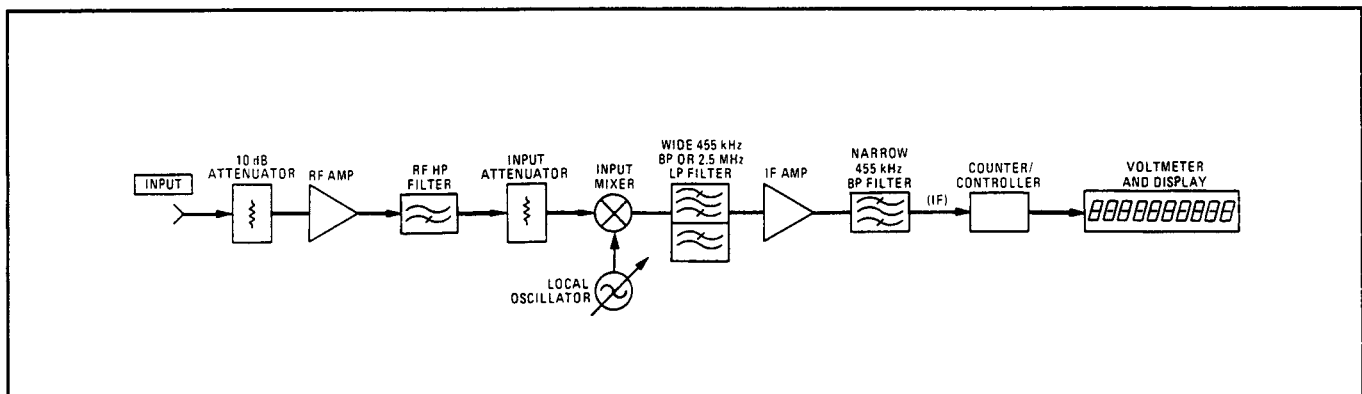 INPUT
10 dB
ATTENUATOR
RF AMP
RF HP
FILTER
INPUT
ATTENUATOR
INPUT
MIXER
LOCAL
OSCILLATOR
WIDE 455 kHz
BP OR 2.5 MHz
LP FILTER
IF AMP
NARROW
455 kHz
BP FILTER
(IF)
COUNTER/
CONTROLLER
VOLTMETER
AND DISPLAY
8888888888